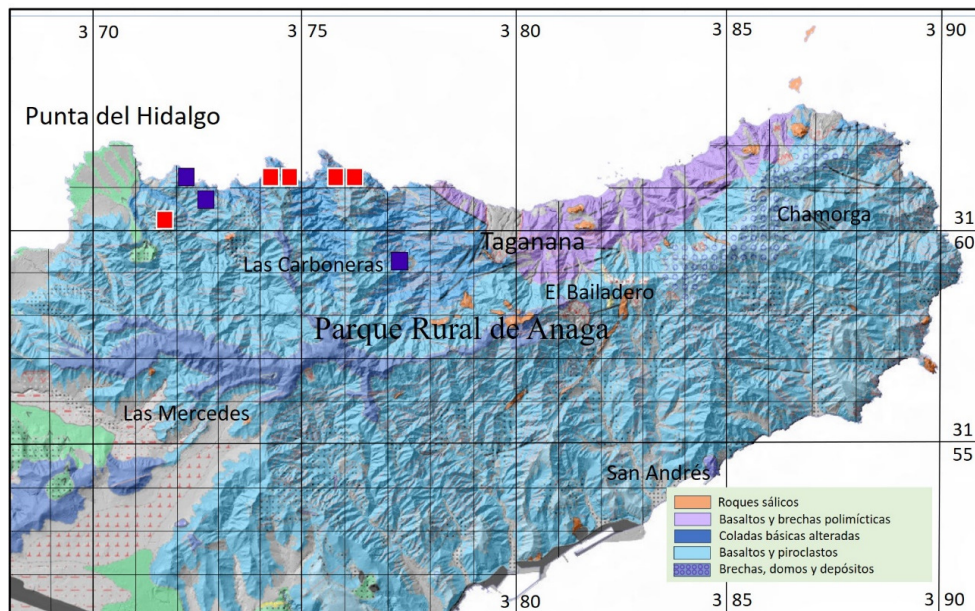 3 70
3 75
3 80
3 85
3 90
Punta del Hidalgo
Chamorga
31
60
Taganana
Las Carboneras
El Bailadero
Parque Rural de Anaga
Las Mercedes
31
55
San Andrés
Roques sálicos
Basaltos y brechas polimícticas
Coladas básicas alteradas
Basaltos y piroclastos
Brechas, domos y depósitos
3 80
3 85
3 90